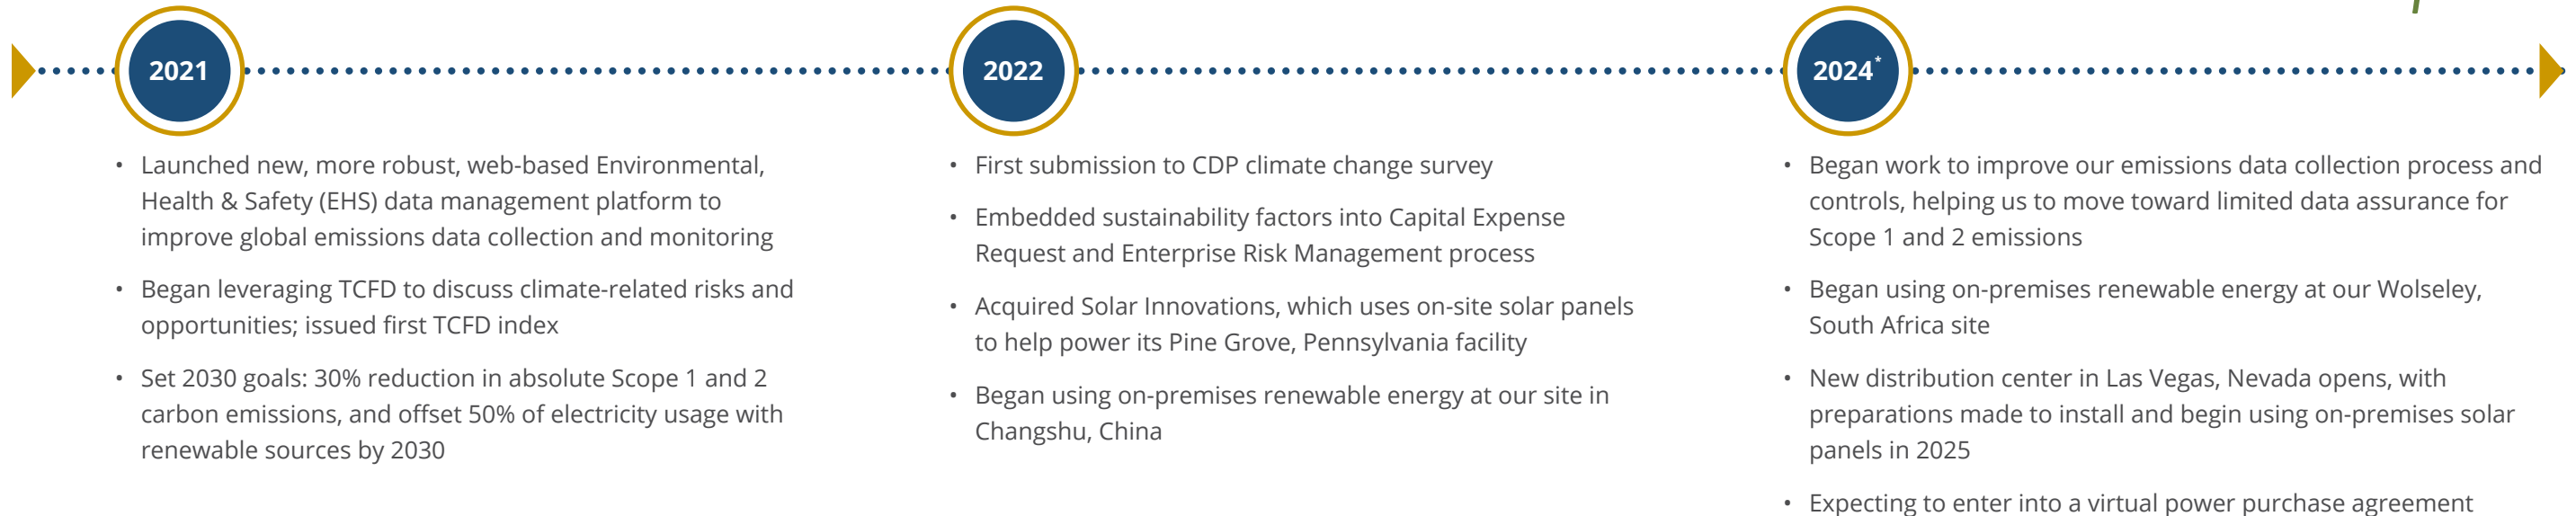 2021
• Launched new, more robust, web-based Environmental,
Health & Safety (EHS) data management platform to
improve global emissions data collection and monitoring
• Began leveraging TCFD to discuss climate-related risks and
opportunities; issued first TCFD index
• Set 2030 goals: 30% reduction in absolute Scope 1 and 2
carbon emissions, and offset 50% of electricity usage with
renewable sources by 2030
2022
• First submission to CDP climate change survey
• Embedded sustainability factors into Capital Expense
Request and Enterprise Risk Management process
• Acquired Solar Innovations, which uses on-site solar panels
to help power its Pine Grove, Pennsylvania facility
• Began using on-premises renewable energy at our site in
Changshu, China
2024*
• Began work to improve our emissions data collection process and
controls, helping us to move toward limited data assurance for
Scope 1 and 2 emissions
• Began using on-premises renewable energy at our Wolseley,
South Africa site
• New distribution center in Las Vegas, Nevada opens, with
preparations made to install and begin using on-premises solar
panels in 2025
• Expecting to enter into a virtual power purchase agreement